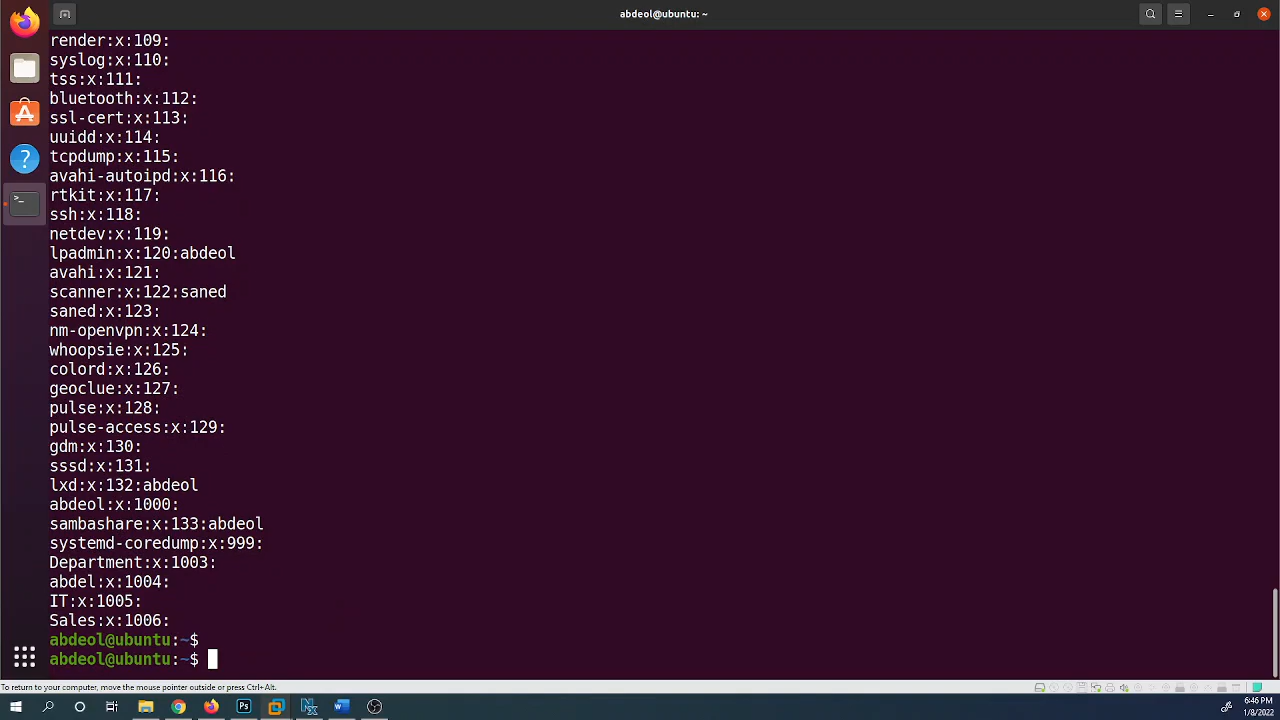 abdeol@ubuntu: ~
render:x:109:
syslog:x:110:
tss:x:111:
bluetooth:x:112:
ssl-cert:x:113:
uuidd:x:114:
tcpdump:x:115:
avahi-autoipd:x:116:
rtkit:x:117:
ssh:x:118:
netdev:x:119:
lpadmin:x:120:abdeol
avahi:x:121:
scanner:x:122:saned
saned:x:123:
nm-openvpn:x:124:
whoopsie:x:125:
colord:x:126:
geoclue:x:127:
pulse:x:128:
pulse-access:x:129:
gdm:x:130:
sssd:x:131:
lxd:x:132:abdeol
abdeol:x:1000:
sambashare:x:133:abdeol
systemd-coredump:x:999:
Department:x:1003:
abdel:x:1004:
IT:x:1005:
Sales:x:1006:
abdeol@ubuntu:~$
abdeol@ubuntu:~$
To return to your computer, move the mouse pointer outside or press Ctrl+Alt.
6:46 PM
1/8/2022